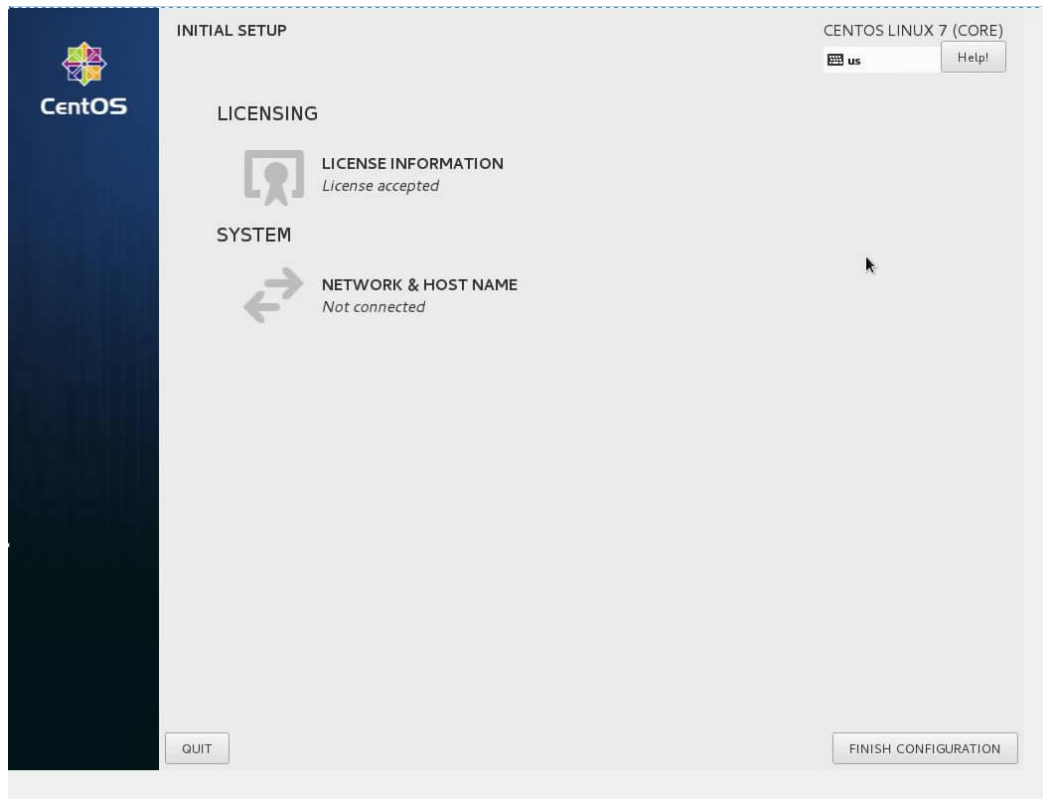 INITIAL SETUP
CENTOS LINUX 7 (CORE)
us
Help!
CentOS
LICENSING
LICENSE INFORMATION
License accepted
SYSTEM
NETWORK & HOST NAME
Not connected
QUIT
FINISH CONFIGURATION